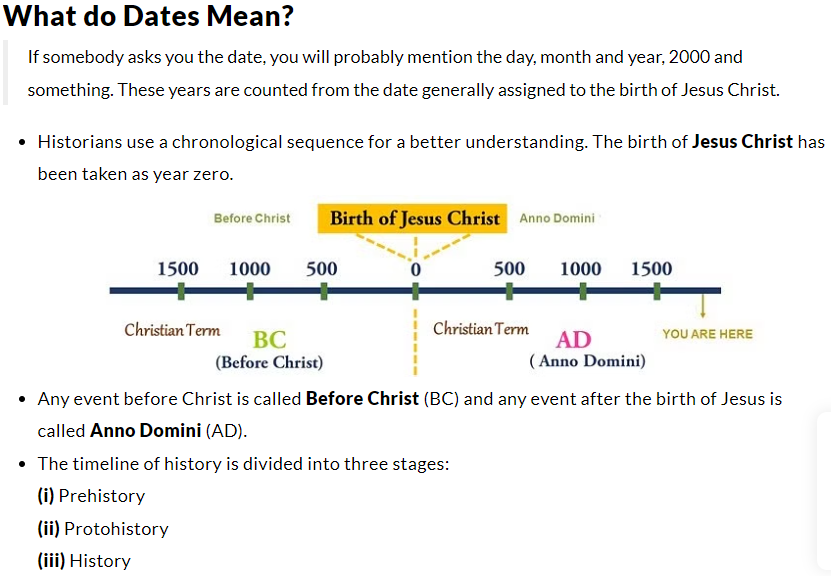 What do Dates Mean?
If somebody asks you the date, you will probably mention the day, month and year, 2000 and
something. These years are counted from the date generally assigned to the birth of Jesus Christ.
• Historians use a chronological sequence for a better understanding. The birth of Jesus Christ has
been taken as year zero.
Before Christ Birth of Jesus Christ Anno Domini
1500 1000 500 0 500 1000 1500
Christian Term BC Christian Term AD YOU ARE HERE
(Before Christ) ( Anno Domini)
• Any event before Christ is called Before Christ (BC) and any event after the birth of Jesus is
called Anno Domini (AD).
• The timeline of history is divided into three stages:
(i) Prehistory
(ii) Protohistory
(iii) History